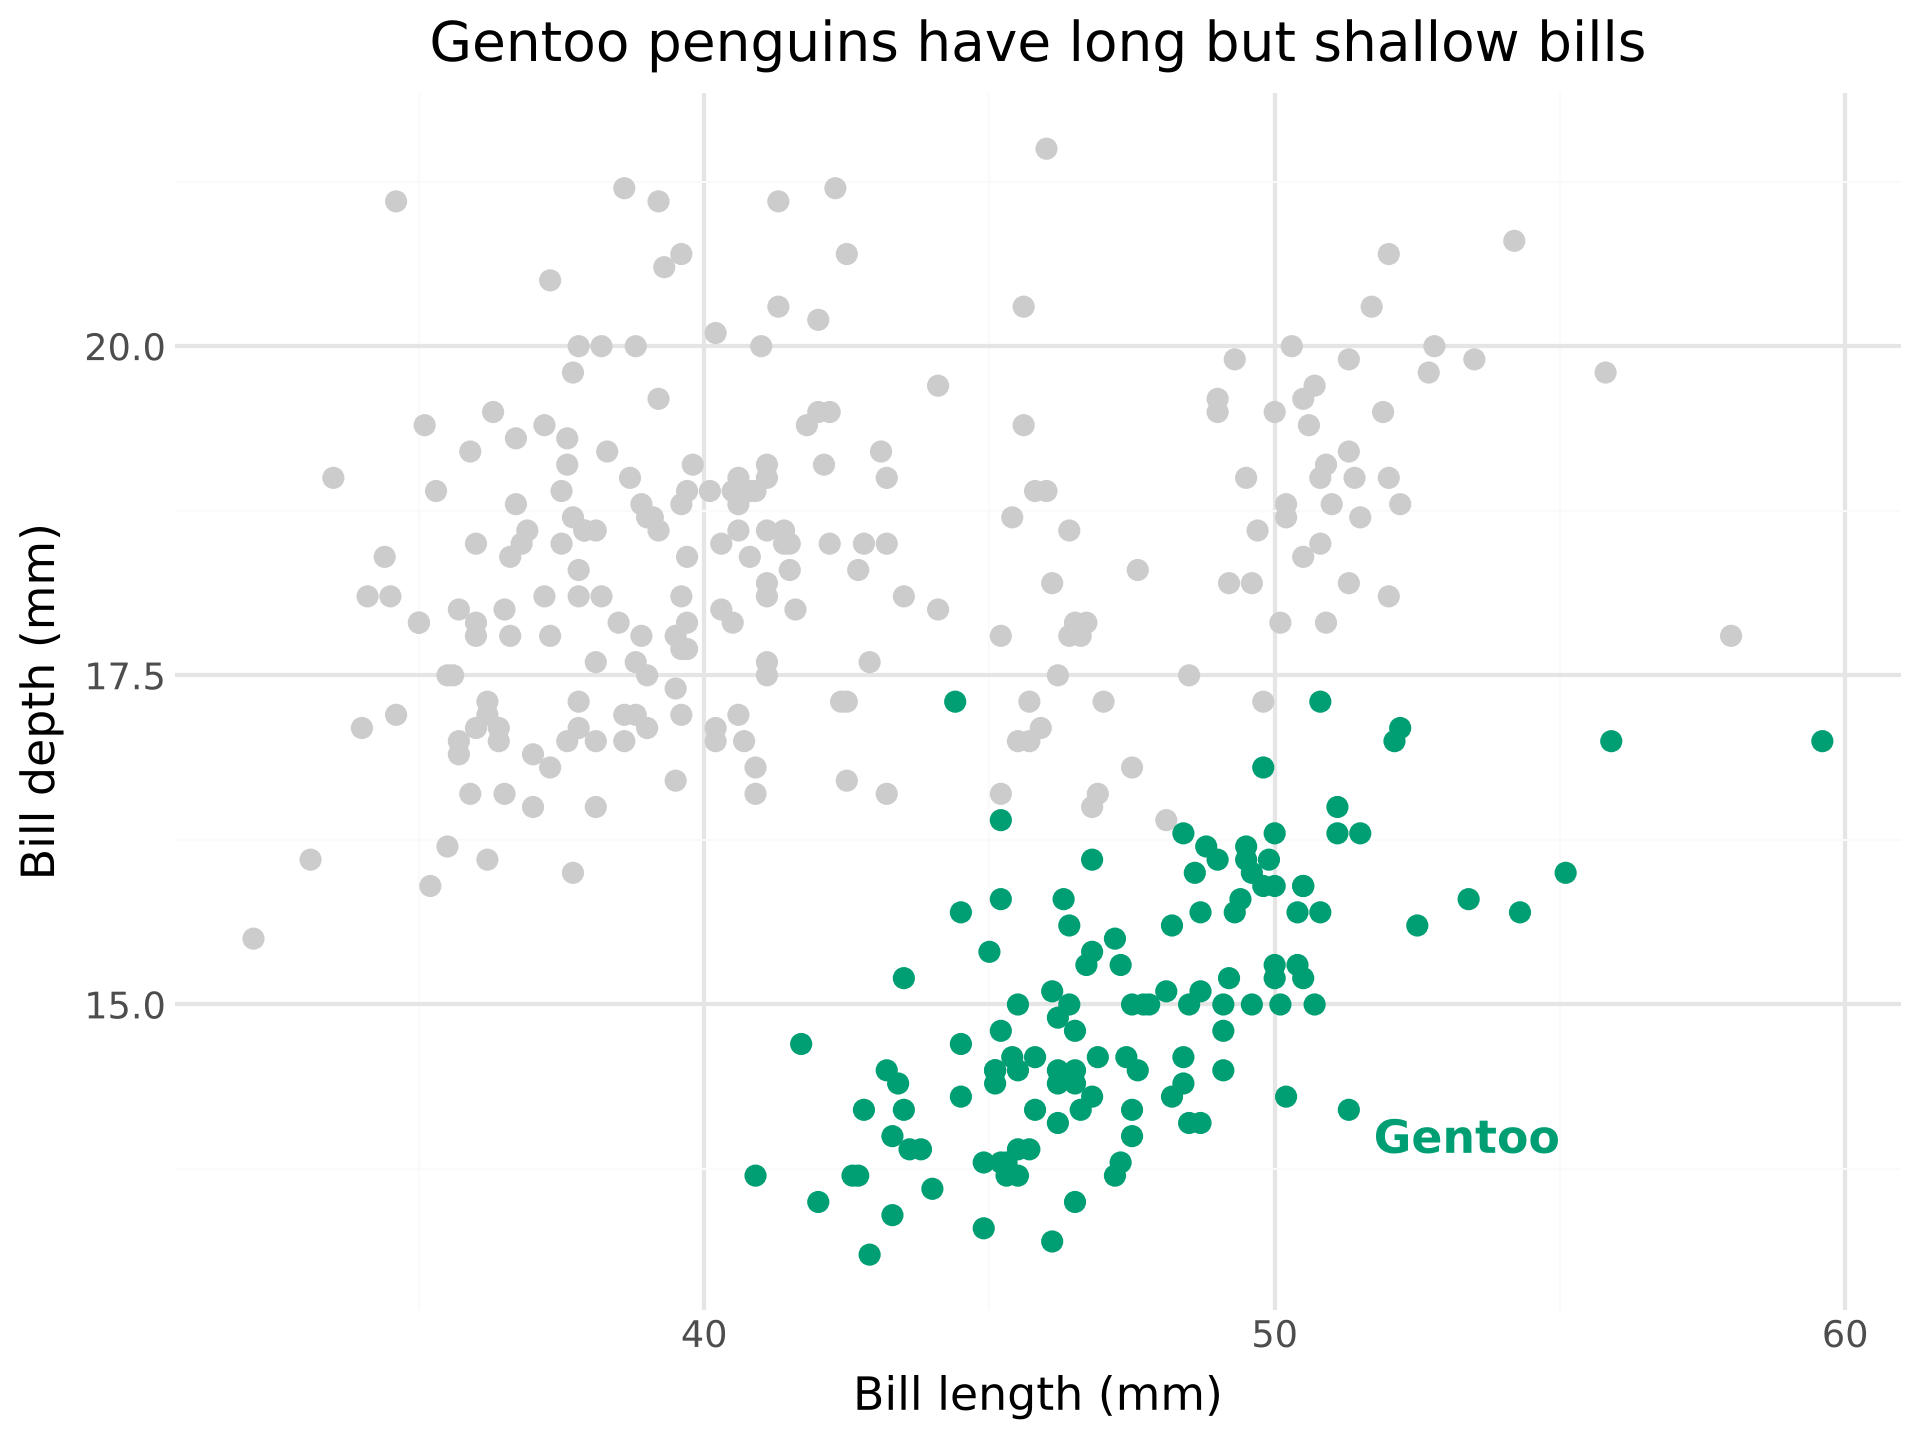 Gentoo penguins have long but shallow bills
Bill depth (mm)
20.0
17.5
15.0
Gentoo
40 50 60
Bill length (mm)